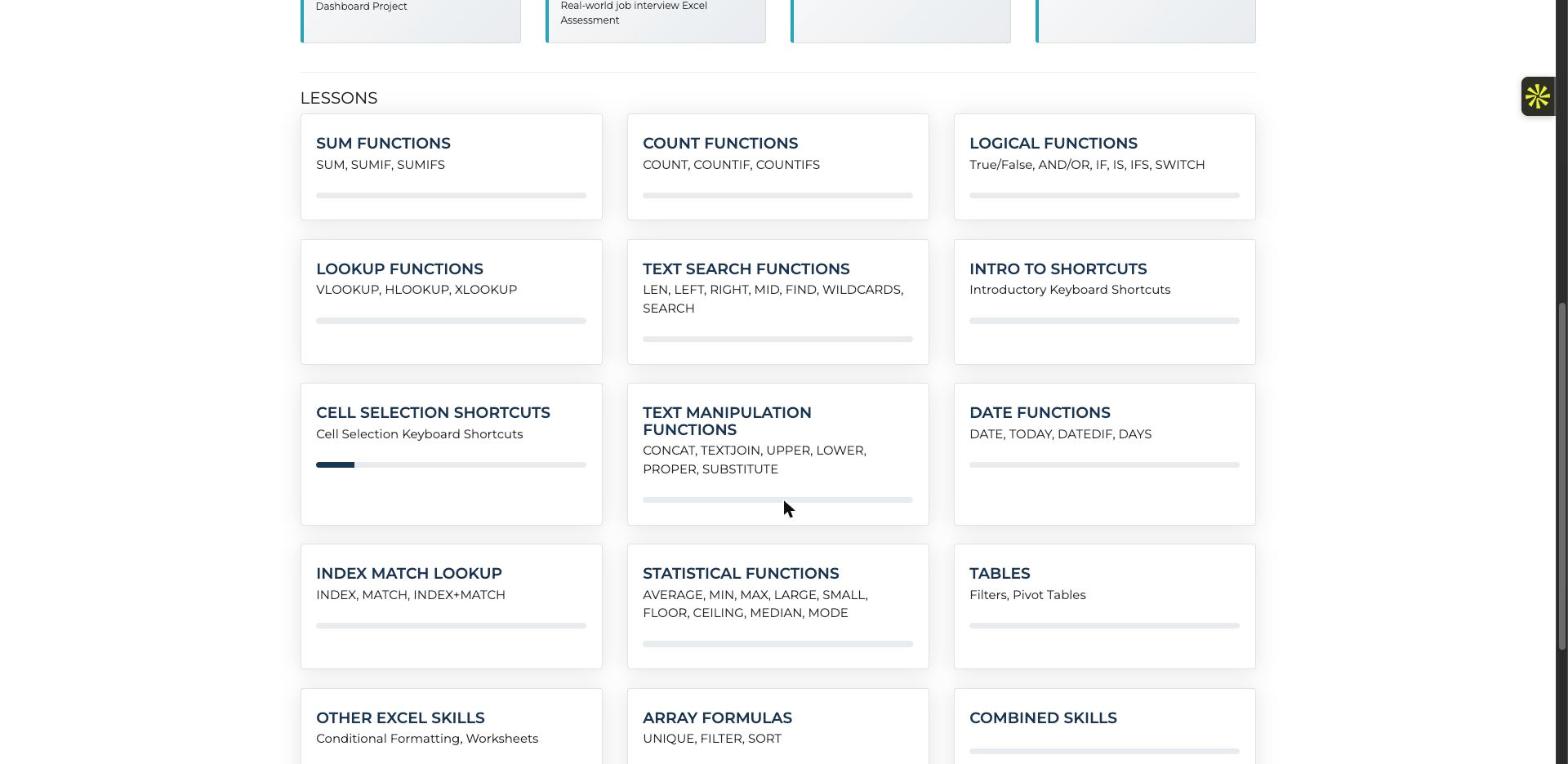 Dashboard Project
Real-world job interview Excel
Assessment
LESSONS
SUM FUNCTIONS
SUM, SUMIF, SUMIFS
COUNT FUNCTIONS
COUNT, COUNTIF, COUNTIFS
LOGICAL FUNCTIONS
True/False, AND/OR, IF, IS, IFS, SWITCH
LOOKUP FUNCTIONS
VLOOKUP, HLOOKUP, XLOOKUP
TEXT SEARCH FUNCTIONS
LEN, LEFT, RIGHT, MID, FIND, WILDCARDS,
SEARCH
INTRO TO SHORTCUTS
Introductory Keyboard Shortcuts
CELL SELECTION SHORTCUTS
Cell Selection Keyboard Shortcuts
TEXT MANIPULATION
FUNCTIONS
CONCAT, TEXTJOIN, UPPER, LOWER,
PROPER, SUBSTITUTE
DATE FUNCTIONS
DATE, TODAY, DATEDIF, DAYS
INDEX MATCH LOOKUP
INDEX, MATCH, INDEX+MATCH
STATISTICAL FUNCTIONS
AVERAGE, MIN, MAX, LARGE, SMALL,
FLOOR, CEILING, MEDIAN, MODE
TABLES
Filters, Pivot Tables
OTHER EXCEL SKILLS
Conditional Formatting, Worksheets
ARRAY FORMULAS
UNIQUE, FILTER, SORT
COMBINED SKILLS